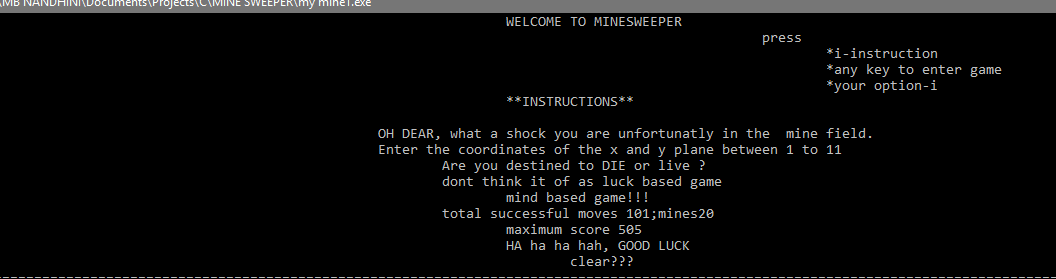 \MB NANDHINI\Documents\Projects\C\MINE SWEEPER\my mine1.exe
WELCOME TO MINESWEEPER
press
*i-instruction
*any key to enter game
*your option-i
**INSTRUCTIONS**
OH DEAR, what a shock you are unfortunatly in the  mine field.
Enter the coordinates of the x and y plane between 1 to 11
Are you destined to DIE or live ?
dont think it of as luck based game
mind based game!!!
total successful moves 101;mines20
maximum score 505
HA ha ha hah, GOOD LUCK
clear???